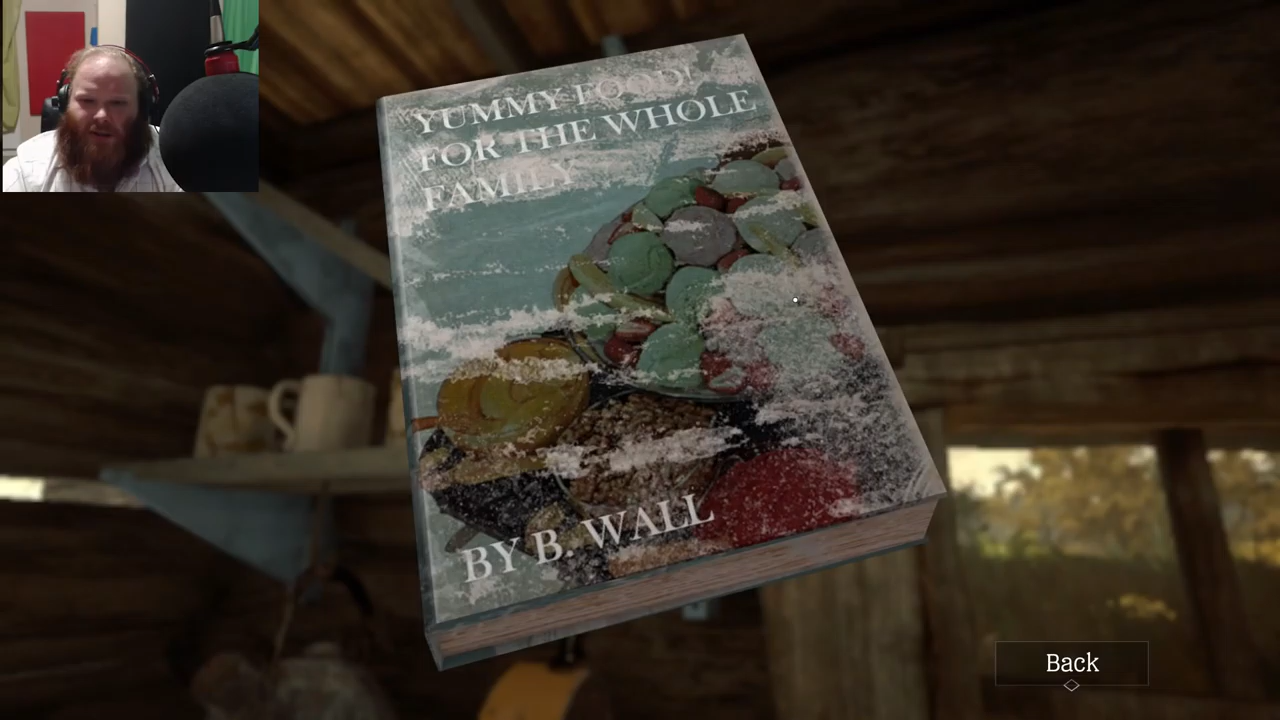 YUMMY FOOD!
FOR THE WHOLE
FAMILY
BY B. WALL
Back